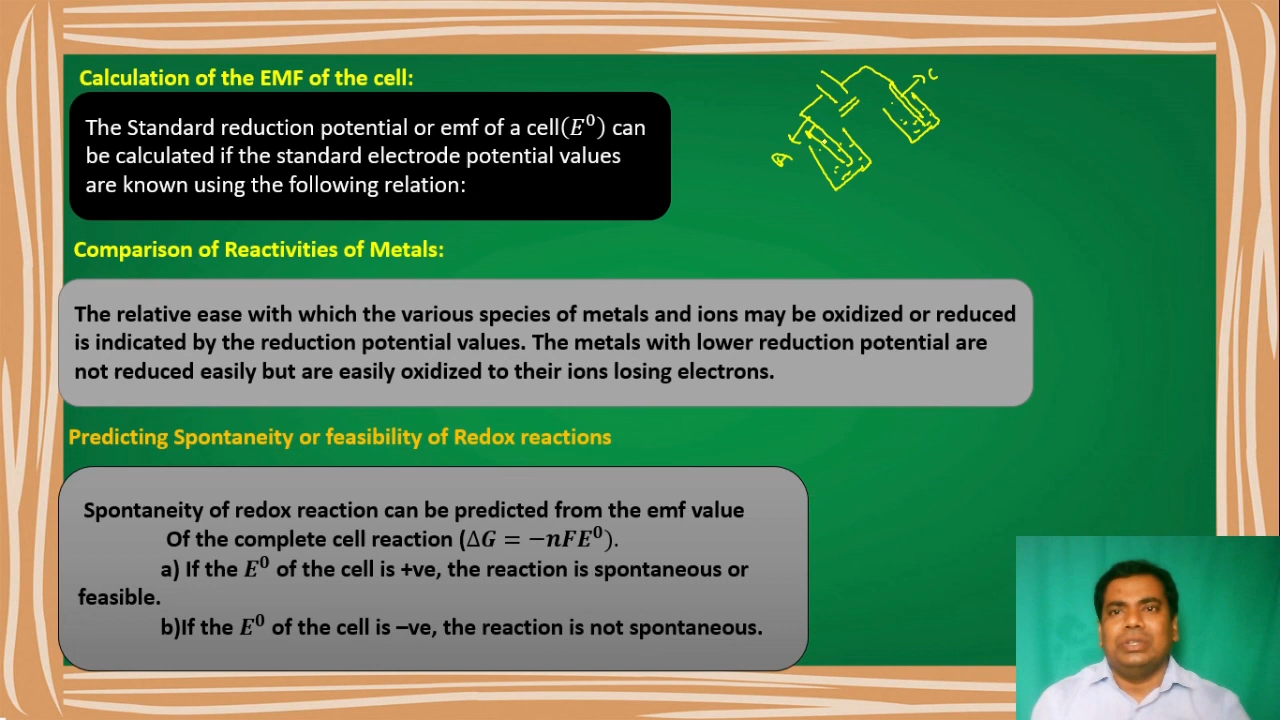 Calculation of the EMF of the cell:
The Standard reduction potential or emf of a cell(E⁰) can
be calculated if the standard electrode potential values
are known using the following relation:
A
C
Comparison of Reactivities of Metals:
The relative ease with which the various species of metals and ions may be oxidized or reduced
is indicated by the reduction potential values. The metals with lower reduction potential are
not reduced easily but are easily oxidized to their ions losing electrons.
Predicting Spontaneity or feasibility of Redox reactions
Spontaneity of redox reaction can be predicted from the emf value
Of the complete cell reaction (ΔG = −nFE⁰).
a) If the E⁰ of the cell is +ve, the reaction is spontaneous or
feasible.
b)If the E⁰ of the cell is –ve, the reaction is not spontaneous.